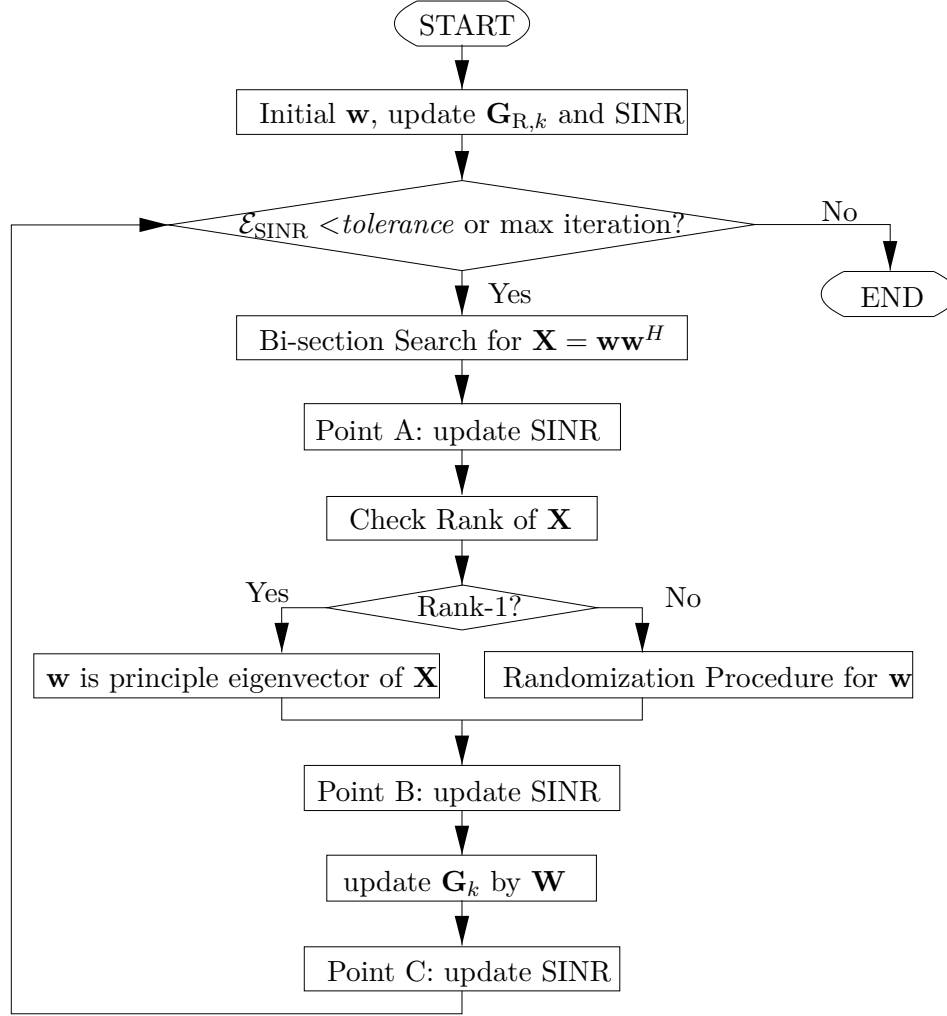 START
Initial w, update G_{R,k} and SINR
ℰ_{SINR} <tolerance or max iteration?
No
Yes
END
Bi-section Search for X = ww^H
Point A: update SINR
Check Rank of X
Yes
Rank-1?
No
w is principle eigenvector of X
Randomization Procedure for w
Point B: update SINR
update G_k by W
Point C: update SINR